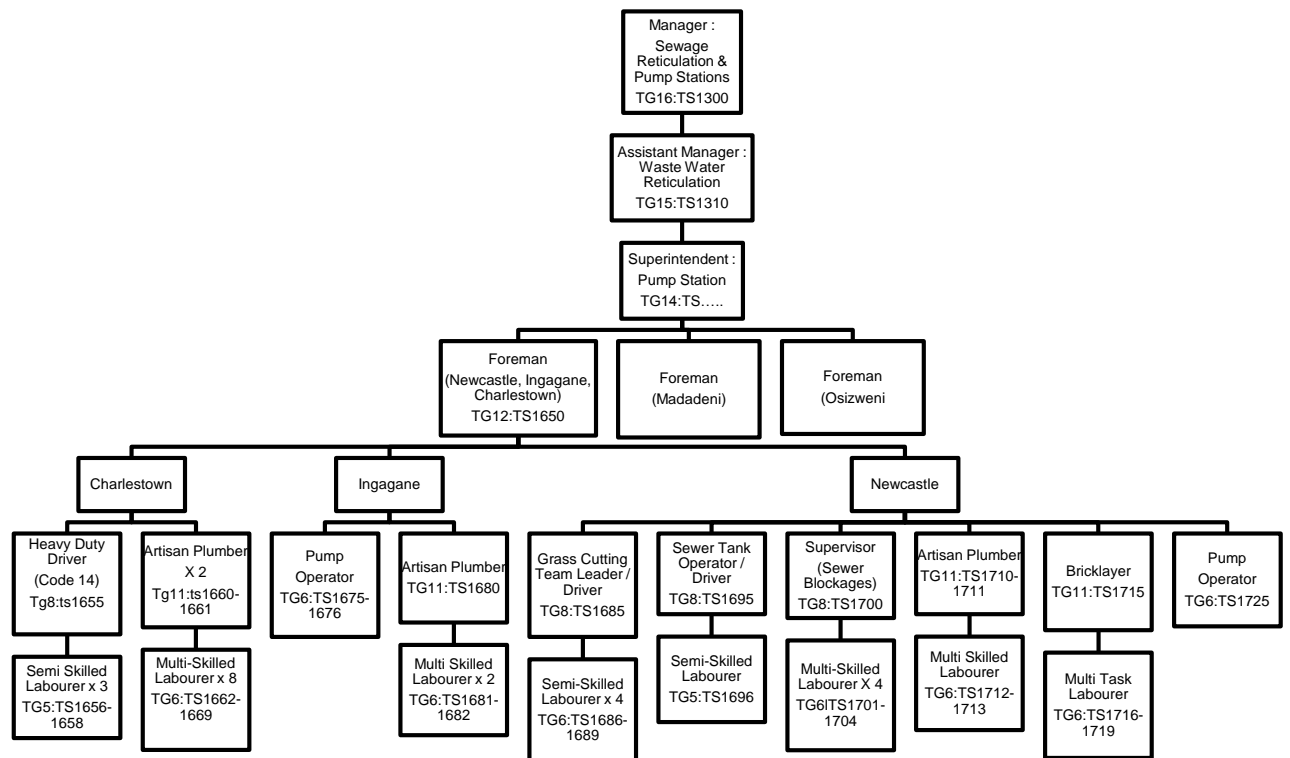 Manager :
Sewage
Reticulation &
Pump Stations
TG16:TS1300
Assistant Manager :
Waste Water
Reticulation
TG15:TS1310
Superintendent :
Pump Station
TG14:TS…..
Foreman
(Newcastle, Ingagane,
Charlestown)
TG12:TS1650
Foreman
(Madadeni)
Foreman
(Osizweni
Charlestown
Ingagane
Newcastle
Heavy Duty
Driver
(Code 14)
Tg8:ts1655
Artisan Plumber
X 2
Tg11:ts1660-
1661
Pump
Operator
TG6:TS1675-
1676
Artisan Plumber
TG11:TS1680
Grass Cutting
Team Leader /
Driver
TG8:TS1685
Sewer Tank
Operator /
Driver
TG8:TS1695
Supervisor
(Sewer
Blockages)
TG8:TS1700
Artisan Plumber
TG11:TS1710-
1711
Bricklayer
TG11:TS1715
Pump
Operator
TG6:TS1725
Semi Skilled
Labourer x 3
TG5:TS1656-
1658
Multi-Skilled
Labourer x 8
TG6:TS1662-
1669
Multi Skilled
Labourer x 2
TG6:TS1681-
1682
Semi-Skilled
Labourer x 4
TG6:TS1686-
1689
Semi-Skilled
Labourer
TG5:TS1696
Multi-Skilled
Labourer X 4
TG6lTS1701-
1704
Multi Skilled
Labourer
TG6:TS1712-
1713
Multi Task
Labourer
TG6:TS1716-
1719